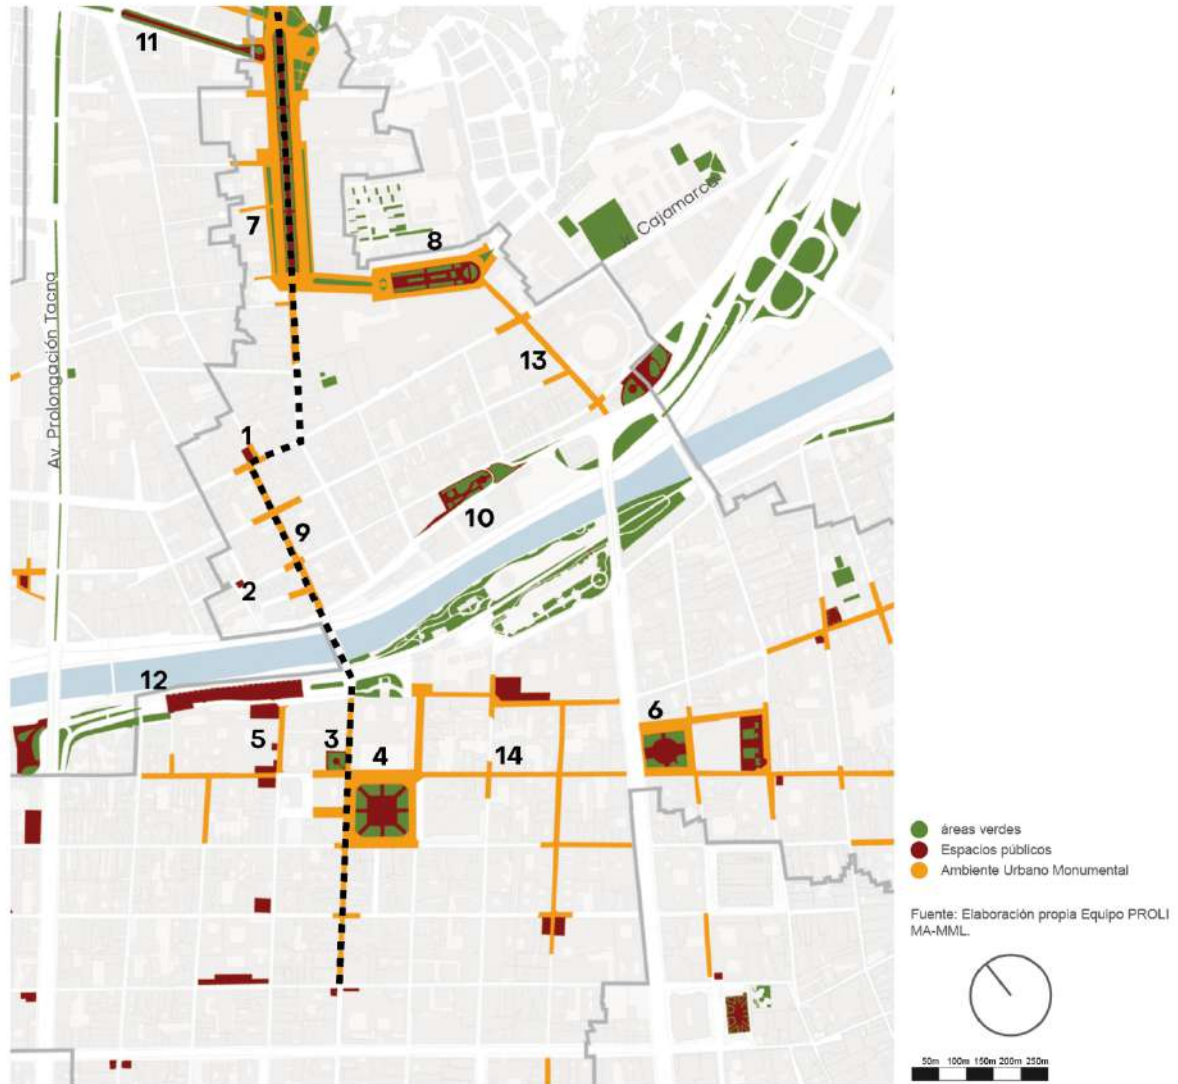 11
7
8
Jr. Cajamarca
Av. Prolongación Tacna
13
1
9
10
2
12
5
3
4
14
6
áreas verdes
Espacios públicos
Ambiente Urbano Monumental
Fuente: Elaboración propia Equipo PROLI
MA-MML.
50m 100m 150m 200m 250m